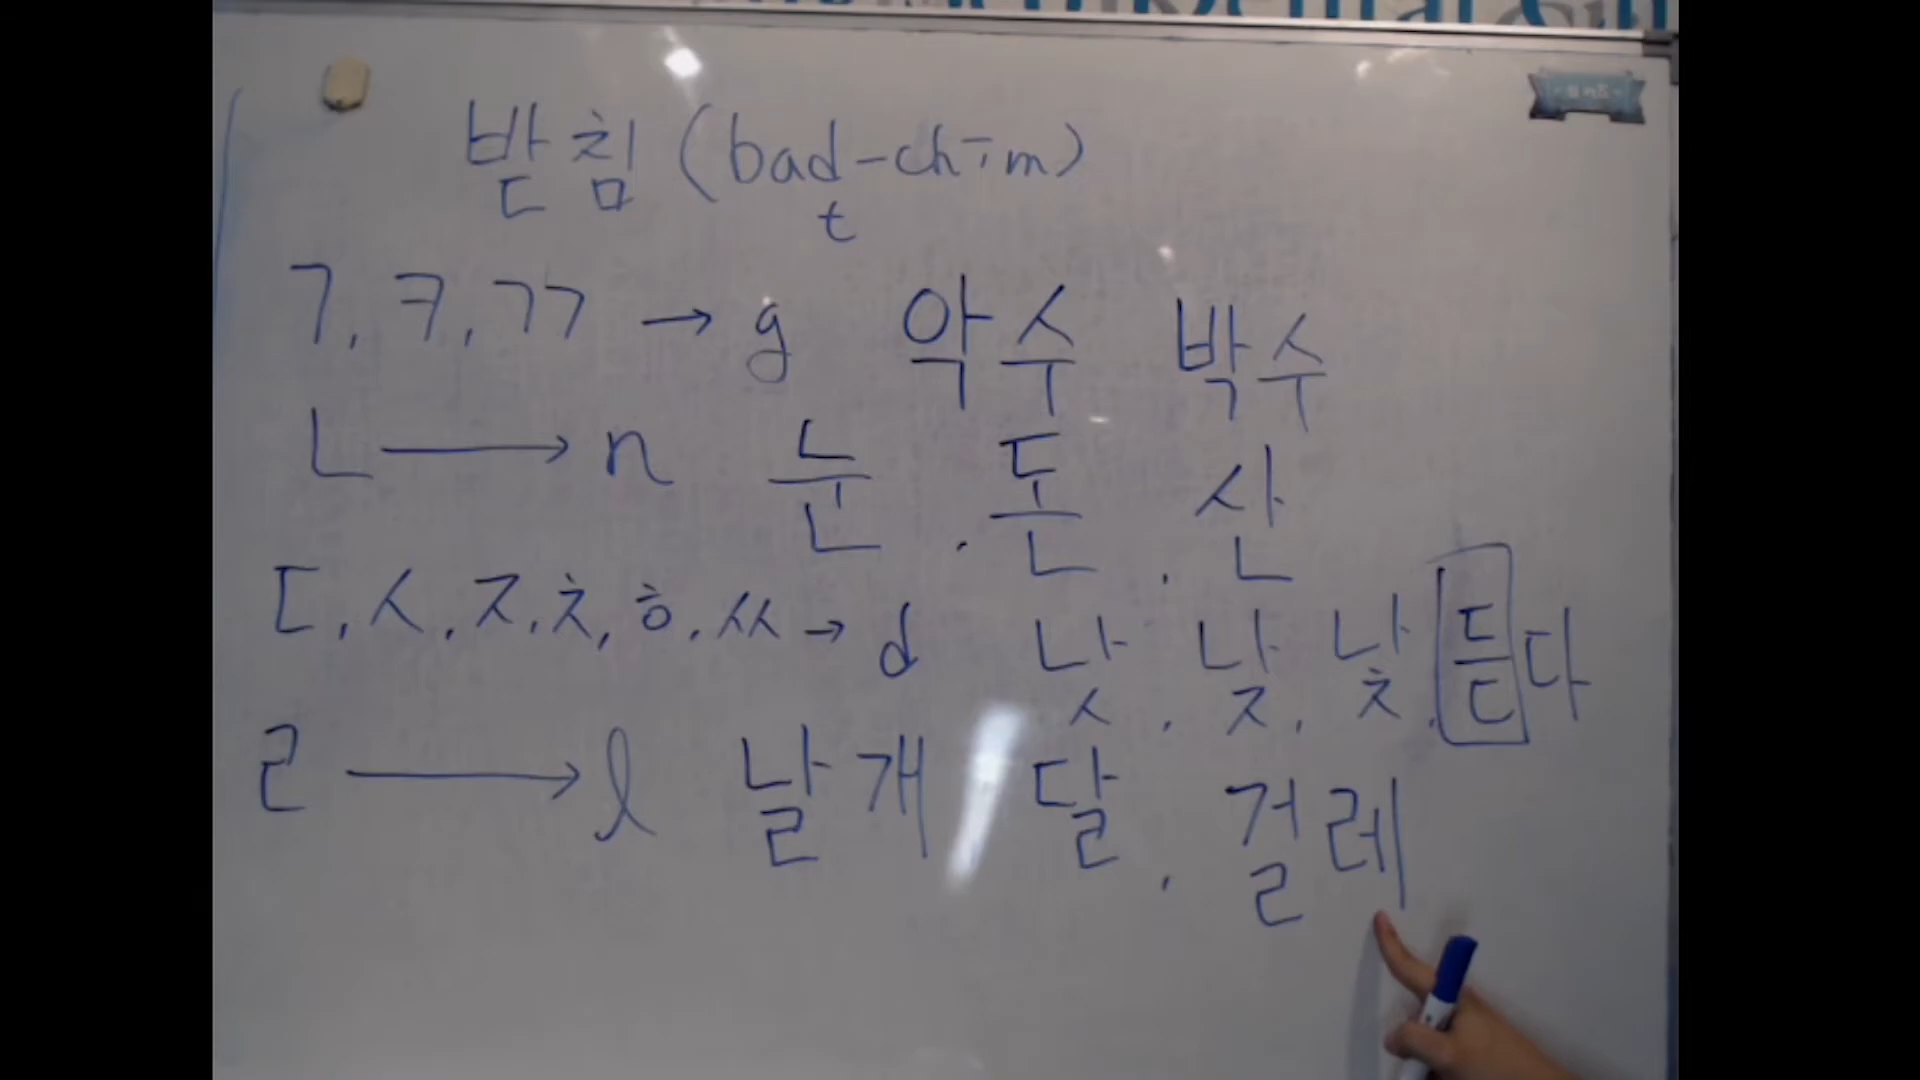 받침 (bad-chim)
t
ㄱ, ㅋ, ㄲ → g 악수 박수
ㄴ → n 눈. 돈. 산
ㄷ, ㅅ. ㅈ. ㅊ, ㅎ. ㅆ → d 낫. 낮. 낯. 듣다
ㄹ → l 날개 달. 걸레